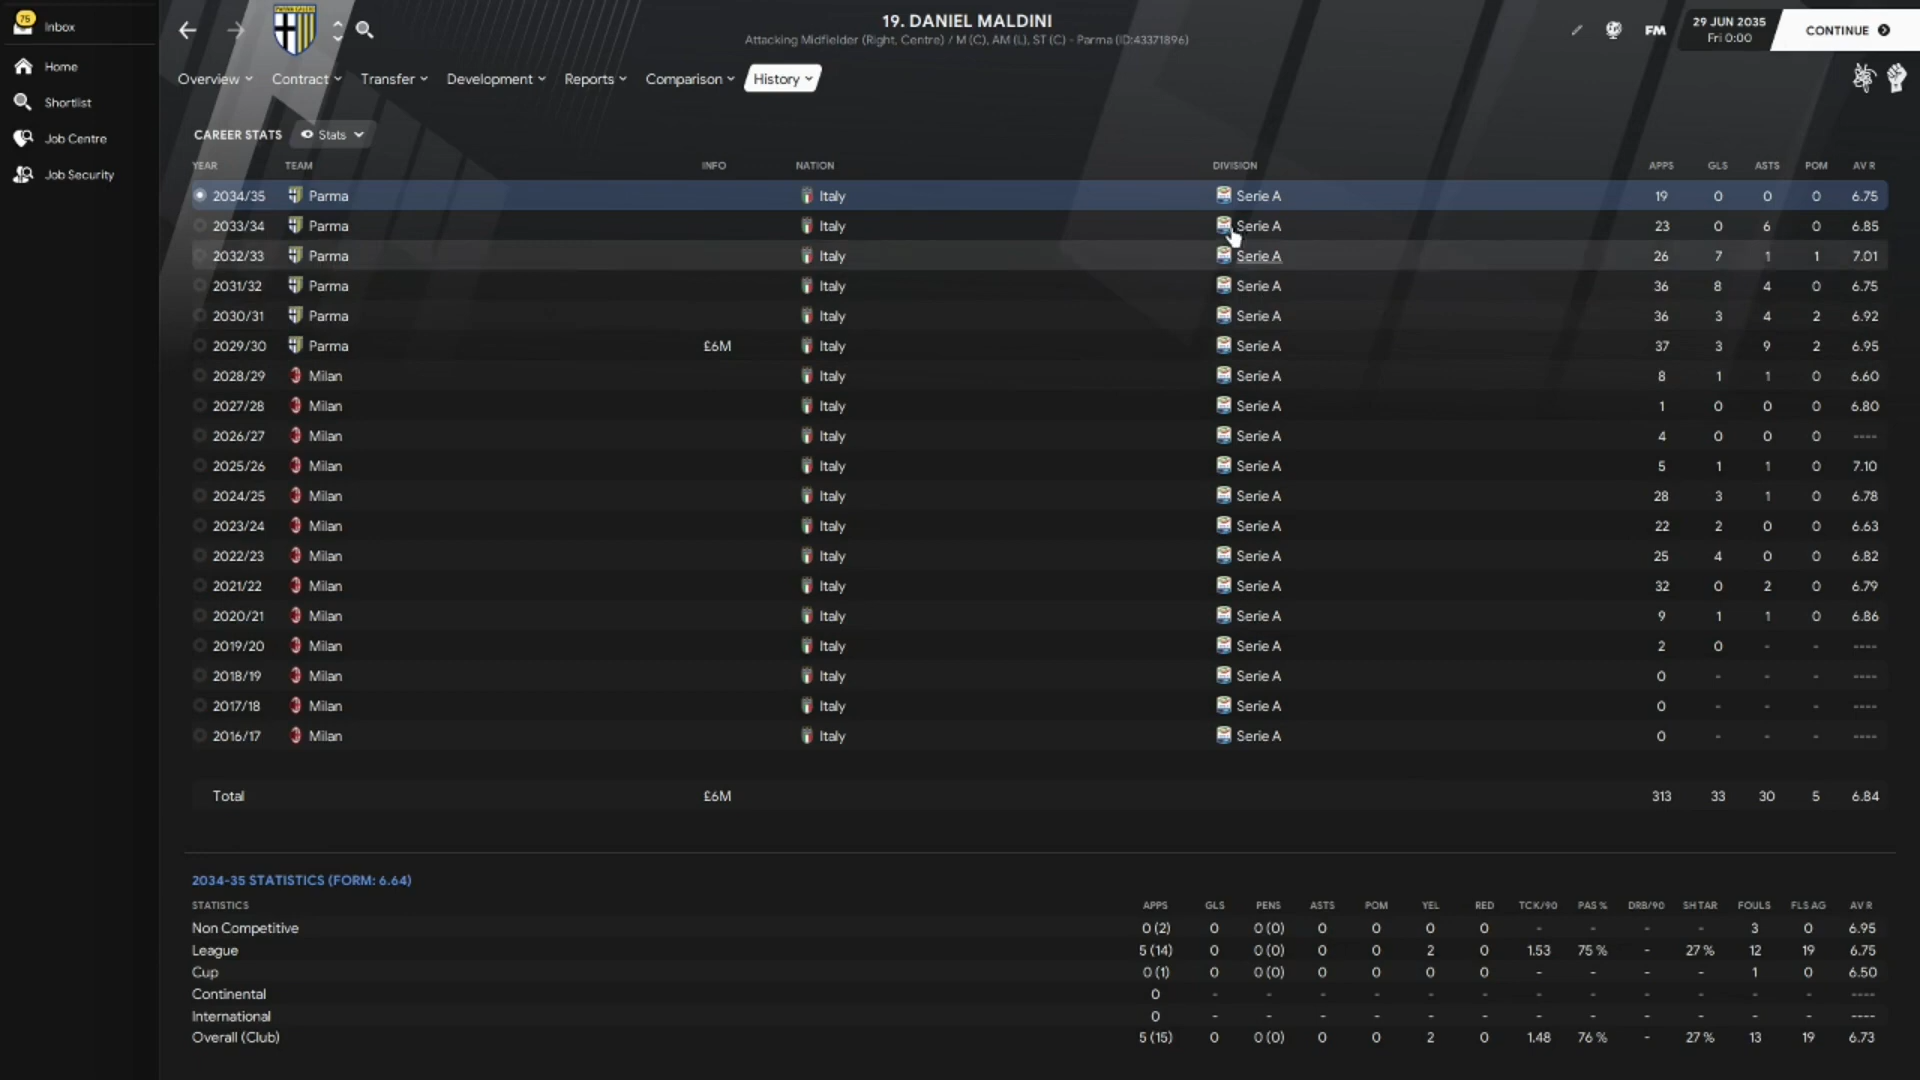 75 Inbox
Home
Shortlist
Job Centre
Job Security
19. DANIEL MALDINI
Attacking Midfielder (Right, Centre) / M (C), AM (L), ST (C) - Parma (ID:43371896)
FM
29 JUN 2035
Fri 0:00
CONTINUE
Overview Contract Transfer Development Reports Comparison History
CAREER STATS Stats
YEAR TEAM INFO NATION DIVISION APPS GLS ASTS POM AV R
2034/35 Parma Italy Serie A 19 0 0 0 6.75
2033/34 Parma Italy Serie A 23 0 6 0 6.85
2032/33 Parma Italy Serie A 26 7 1 1 7.01
2031/32 Parma Italy Serie A 36 8 4 0 6.75
2030/31 Parma Italy Serie A 36 3 4 2 6.92
2029/30 Parma £6M Italy Serie A 37 3 9 2 6.95
2028/29 Milan Italy Serie A 8 1 1 0 6.60
2027/28 Milan Italy Serie A 1 0 0 0 6.80
2026/27 Milan Italy Serie A 4 0 0 0 ----
2025/26 Milan Italy Serie A 5 1 1 0 7.10
2024/25 Milan Italy Serie A 28 3 1 0 6.78
2023/24 Milan Italy Serie A 22 2 0 0 6.63
2022/23 Milan Italy Serie A 25 4 0 0 6.82
2021/22 Milan Italy Serie A 32 0 2 0 6.79
2020/21 Milan Italy Serie A 9 1 1 0 6.86
2019/20 Milan Italy Serie A 2 0 - - ----
2018/19 Milan Italy Serie A 0 - - - ----
2017/18 Milan Italy Serie A 0 - - - ----
2016/17 Milan Italy Serie A 0 - - - ----
Total £6M 313 33 30 5 6.84
2034-35 STATISTICS (FORM: 6.64)
STATISTICS APPS GLS PENS ASTS POM YEL RED TCK/90 PAS % DRB/90 SH TAR FOULS FLS AG AV R
Non Competitive 0 (2) 0 0 (0) 0 0 0 0 - - - - 3 0 6.95
League 5 (14) 0 0 (0) 0 0 2 0 1.53 75 % - 27 % 12 19 6.75
Cup 0 (1) 0 0 (0) 0 0 0 0 - - - - 1 0 6.50
Continental 0 - - - - - - - - - - - - ----
International 0 - - - - - - - - - - - - ----
Overall (Club) 5 (15) 0 0 (0) 0 0 2 0 1.48 76 % - 27 % 13 19 6.73